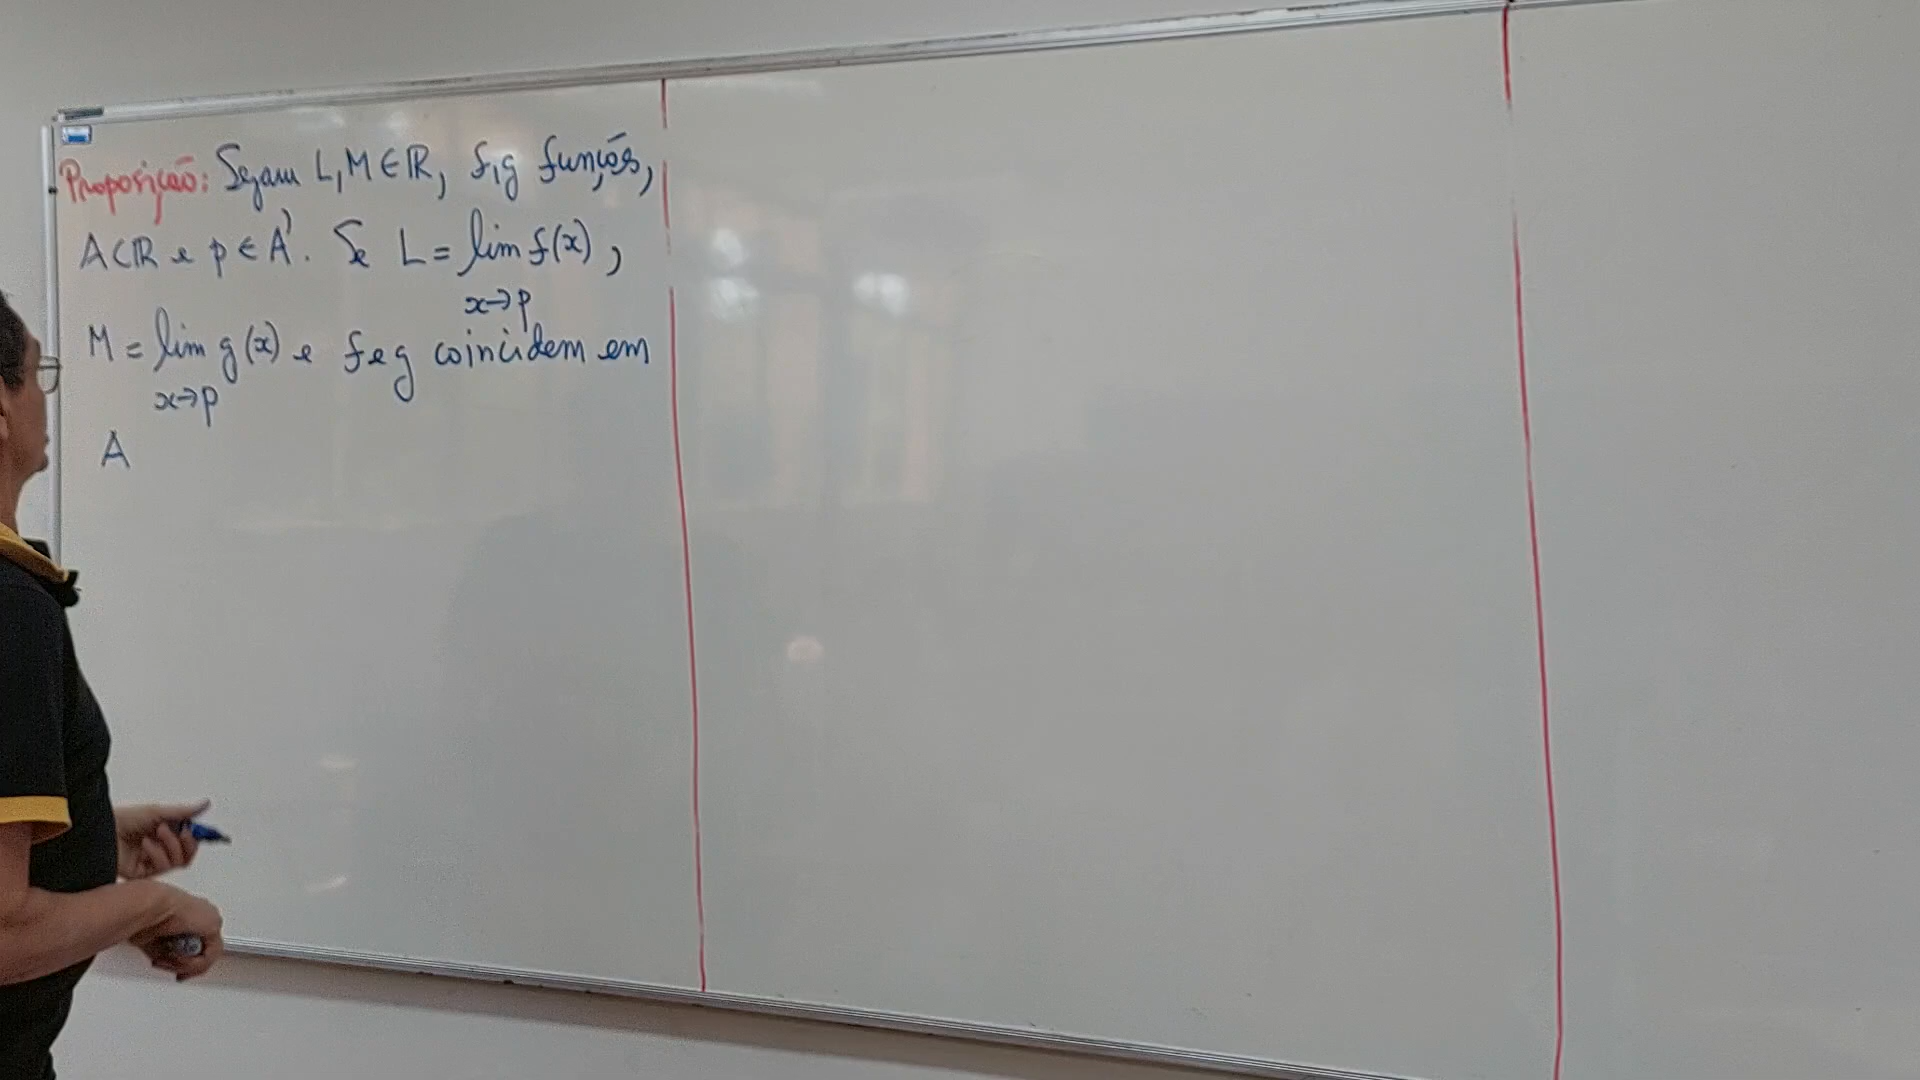 Proposição: Sejam L, M ∈ ℝ, f, g funções,
A ⊂ ℝ e p ∈ A'. Se L = lim f(x),
x→p
M = lim g(x) e f e g coincidem em
x→p
A